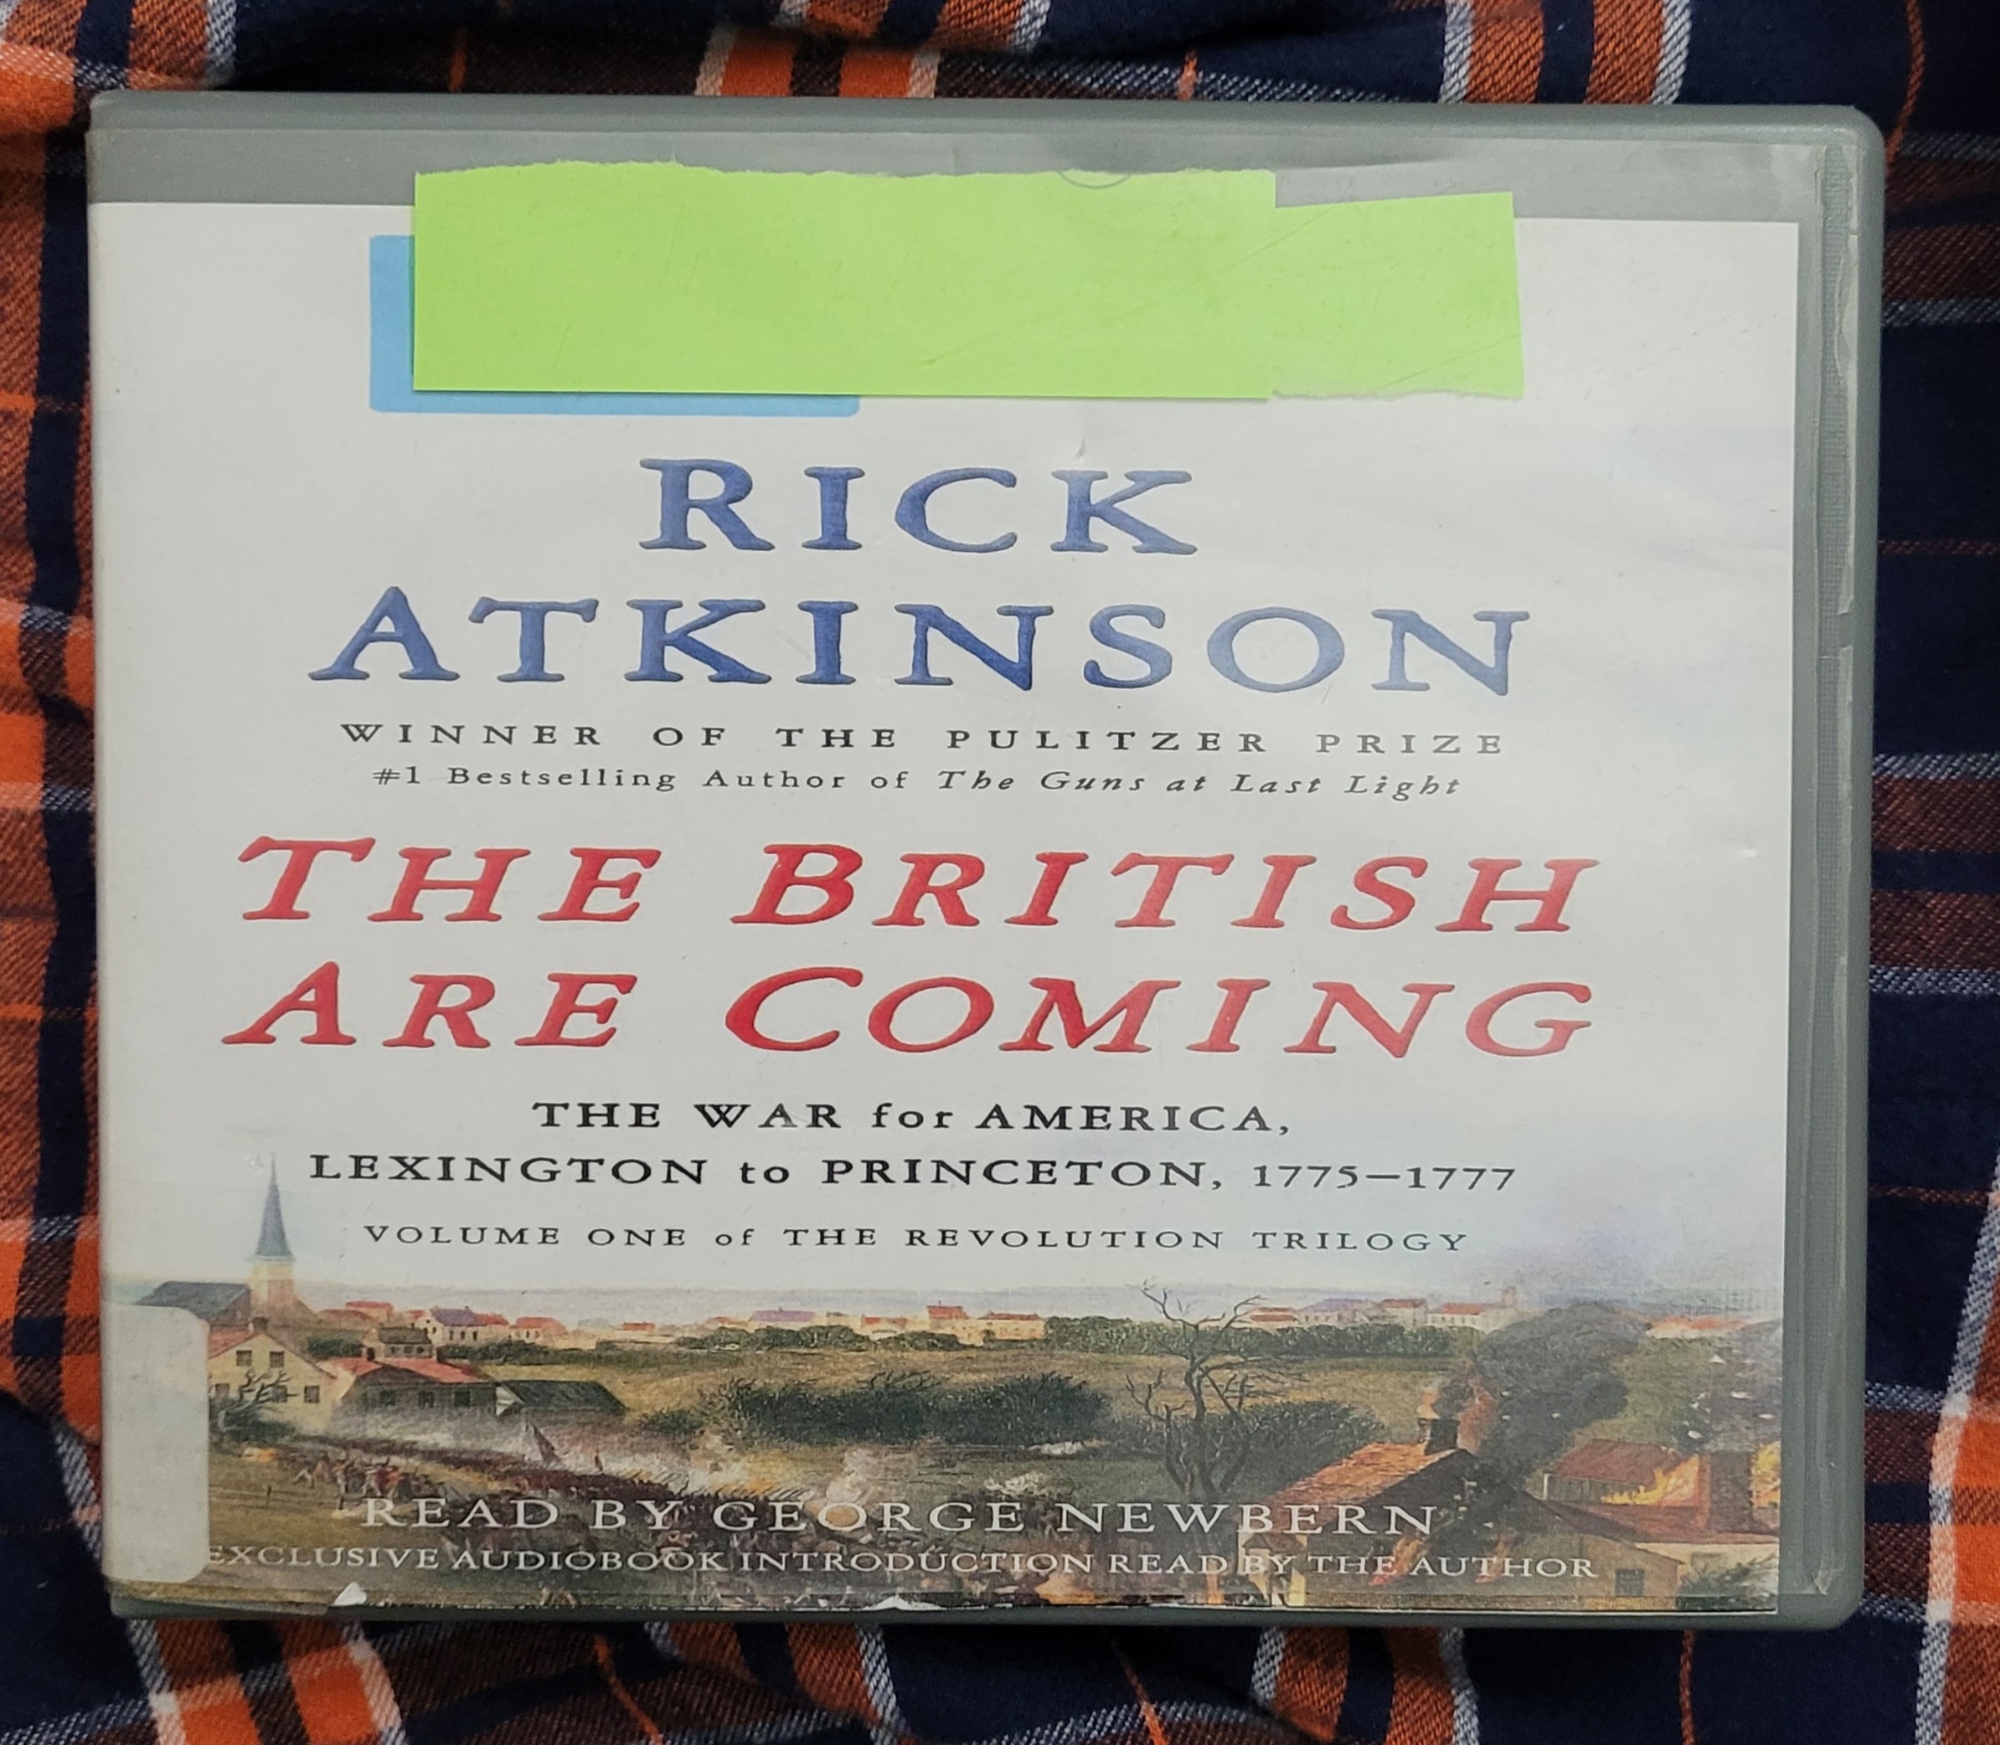 RICK
ATKINSON
WINNER OF THE PULITZER PRIZE
#1 Bestselling Author of The Guns at Last Light
THE BRITISH
ARE COMING
THE WAR for AMERICA,
LEXINGTON to PRINCETON, 1775–1777
VOLUME ONE of THE REVOLUTION TRILOGY
READ BY GEORGE NEWBERN
EXCLUSIVE AUDIOBOOK INTRODUCTION READ BY THE AUTHOR